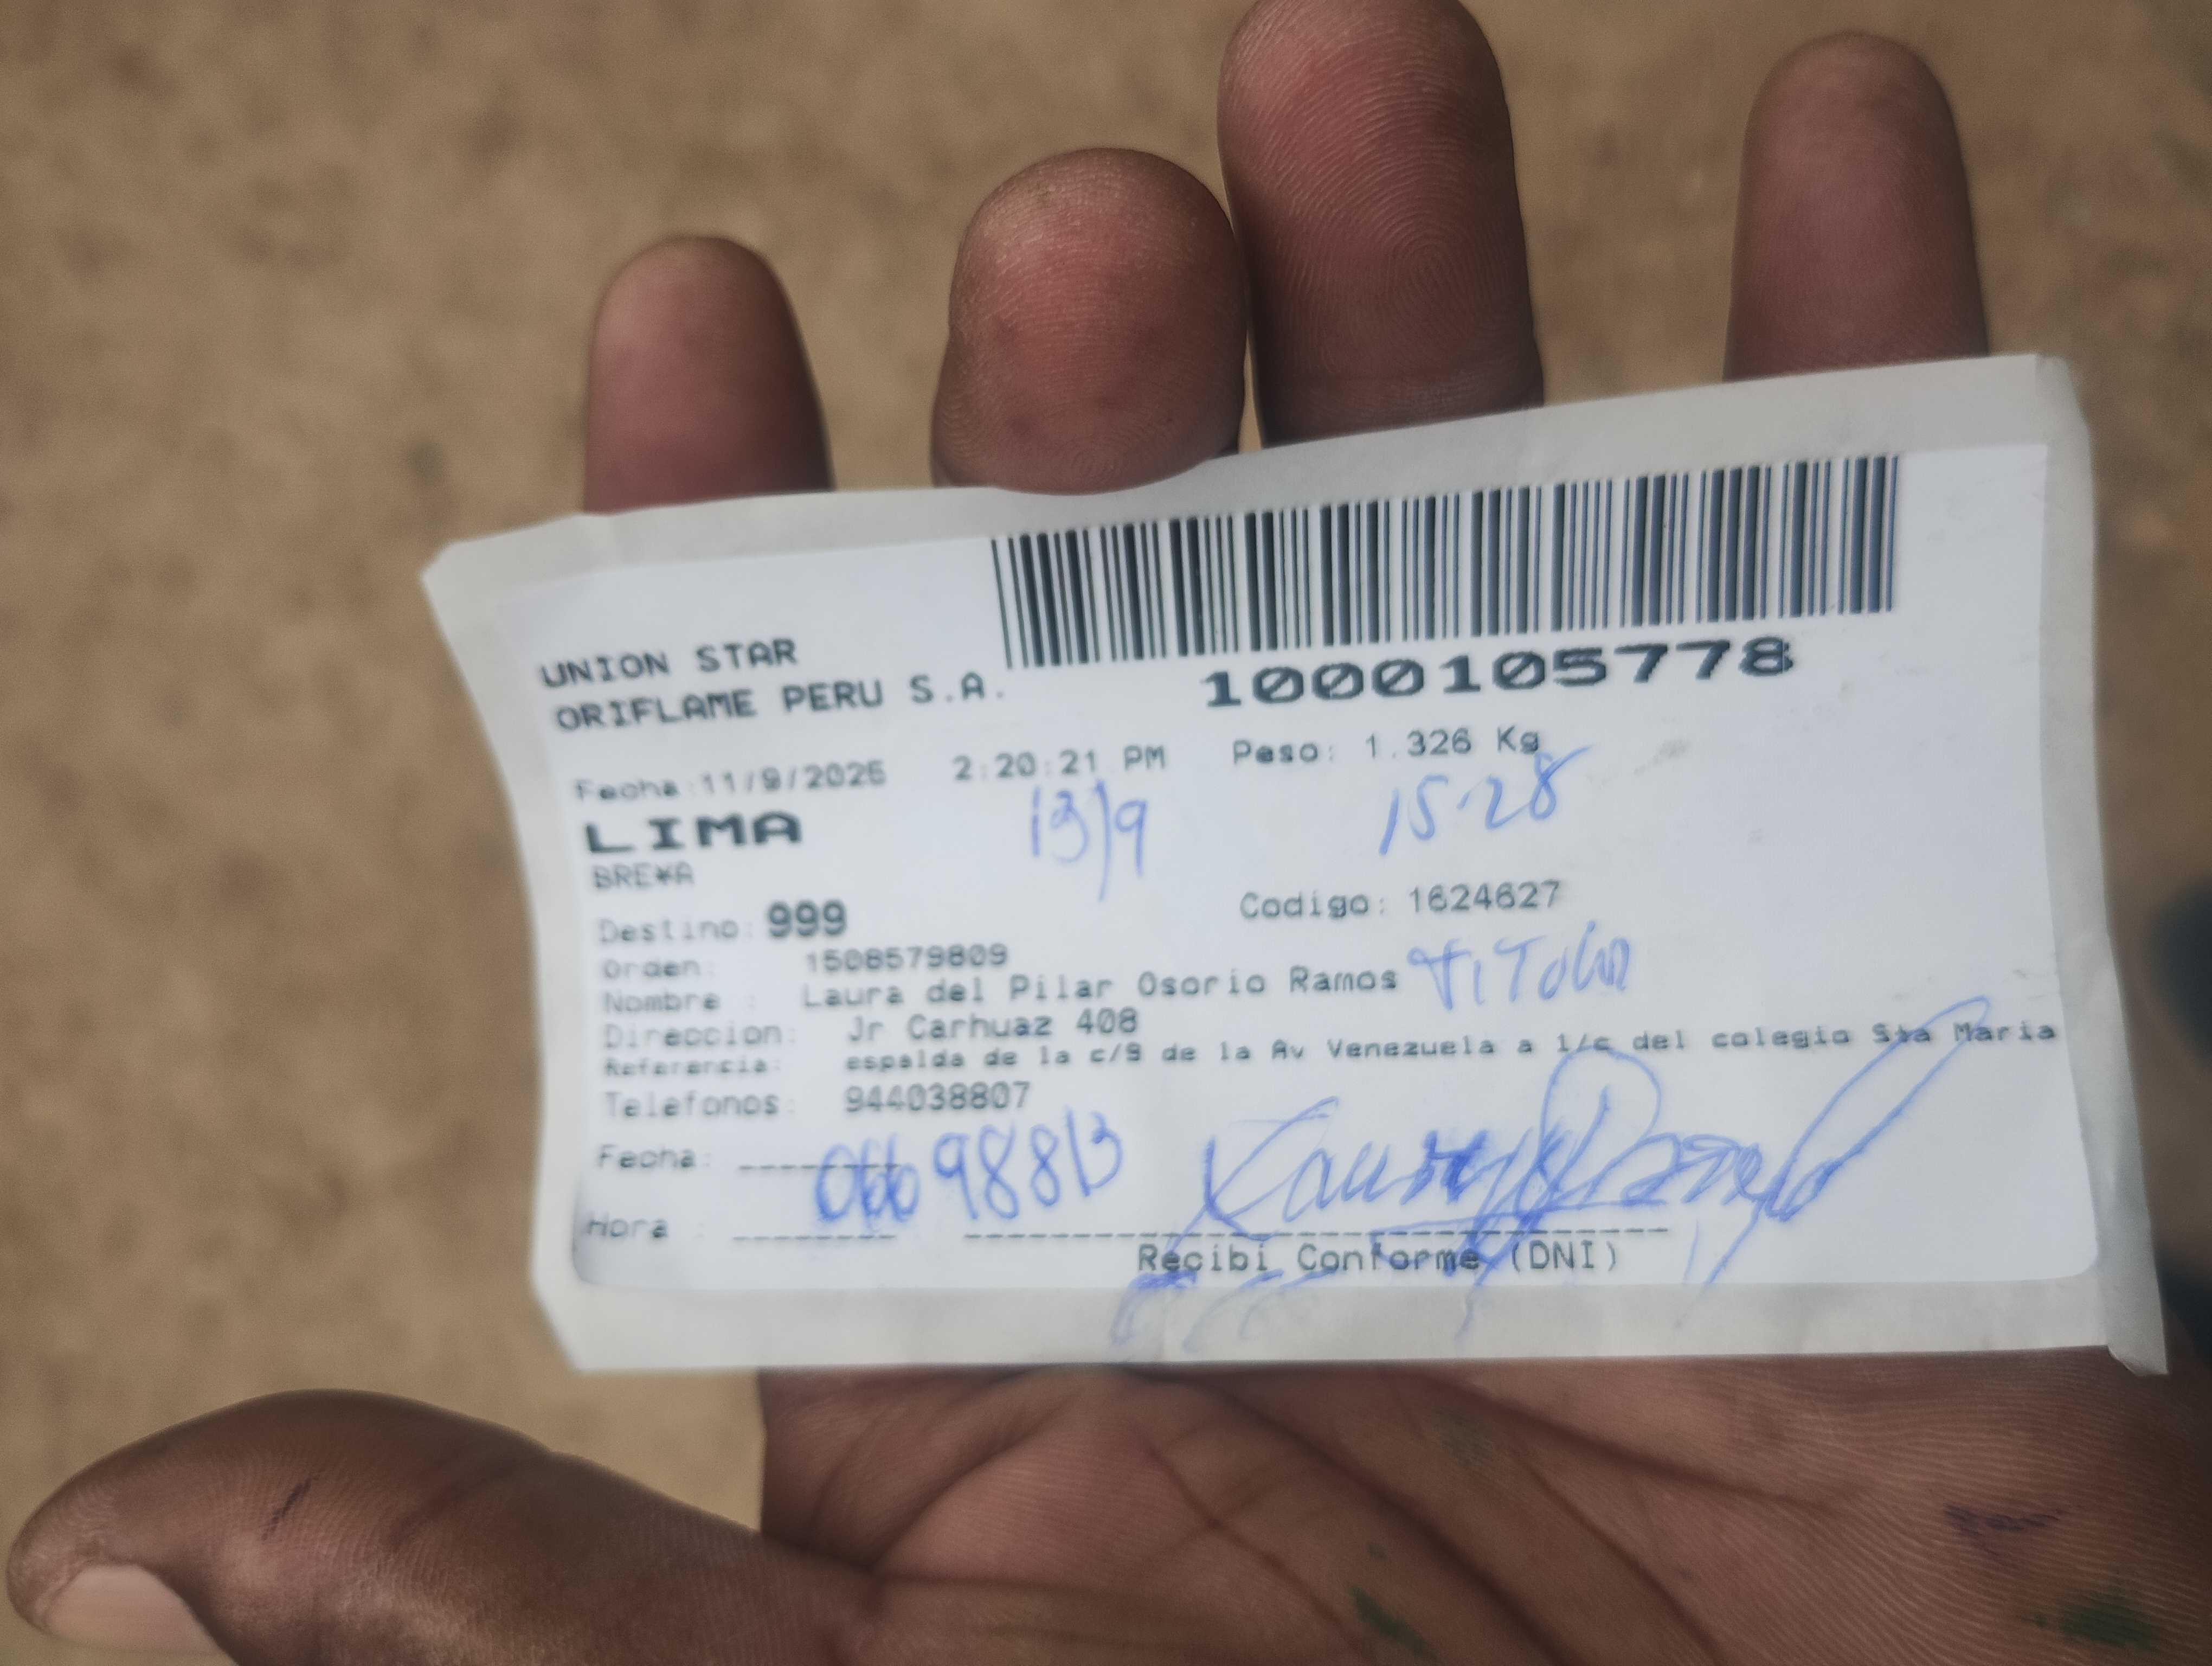 UNION STAR
ORIFLAME PERU S.A.
1000105778
Fecha:11/9/2025 2:20:21 PM Peso: 1.326 Kg
13/9 15:28
LIMA
BRE¥A
Destino: 999 Codigo: 1624627
Orden: 1508579809
Nombre : Laura del Pilar Osorio Ramos TiTular
Direccion: Jr Carhuaz 408
Referencia: espalda de la c/9 de la Av Venezuela a 1/c del colegio Sta Maria
Telefonos: 944038807
Fecha:
Hora :
Recibi Conforme (DNI)